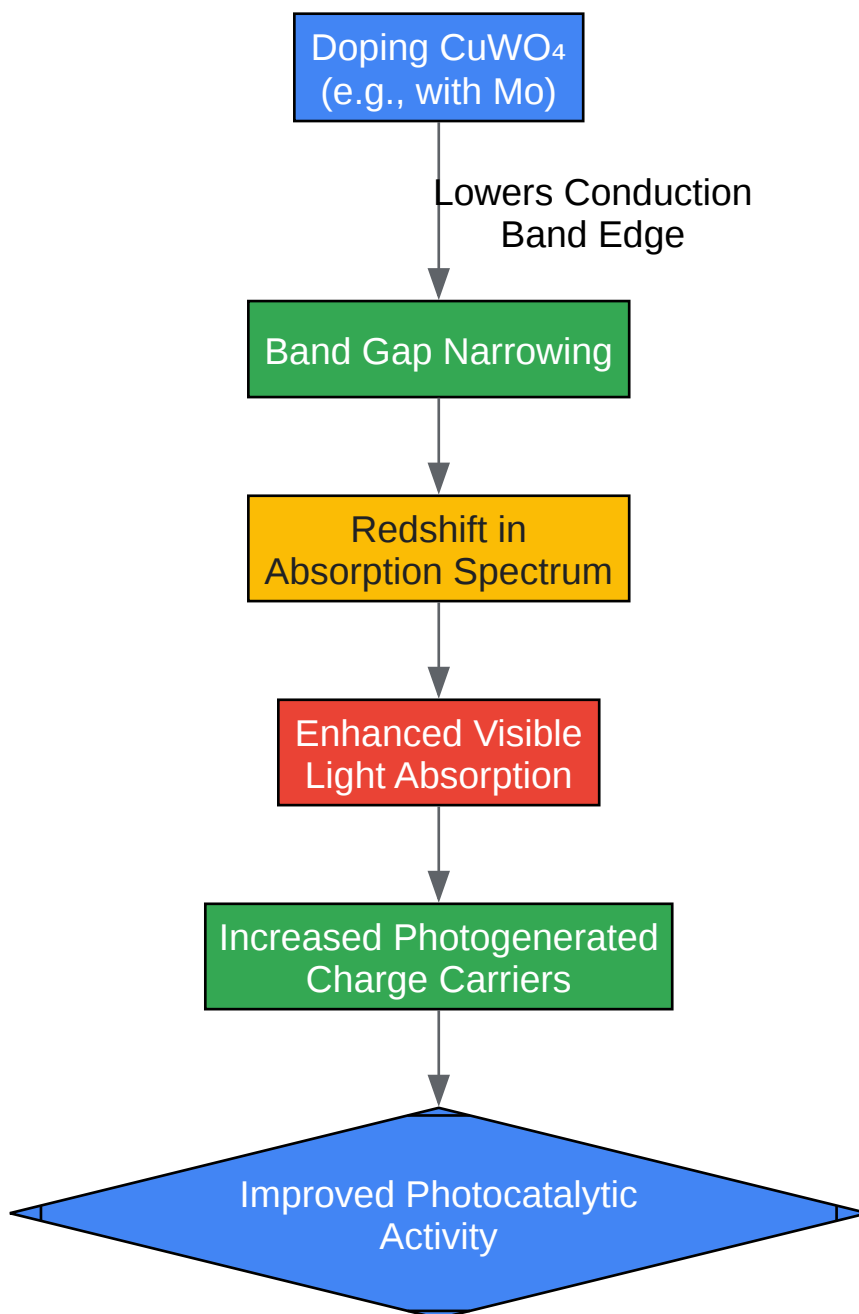 Doping CuWO₄
(e.g., with Mo)
Lowers Conduction
Band Edge
Band Gap Narrowing
Redshift in
Absorption Spectrum
Enhanced Visible
Light Absorption
Increased Photogenerated
Charge Carriers
Improved Photocatalytic
Activity